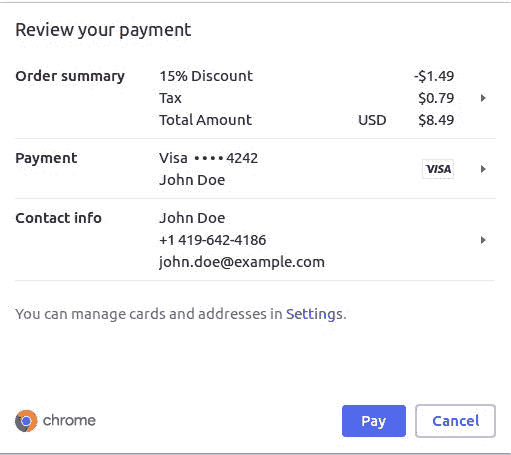 Review your payment
Order summary 15% Discount -$1.49
Tax $0.79
Total Amount USD $8.49
Payment Visa •••• 4242 VISA
John Doe
Contact info John Doe
+1 419-642-4186
john.doe@example.com
You can manage cards and addresses in Settings.
chrome Pay Cancel